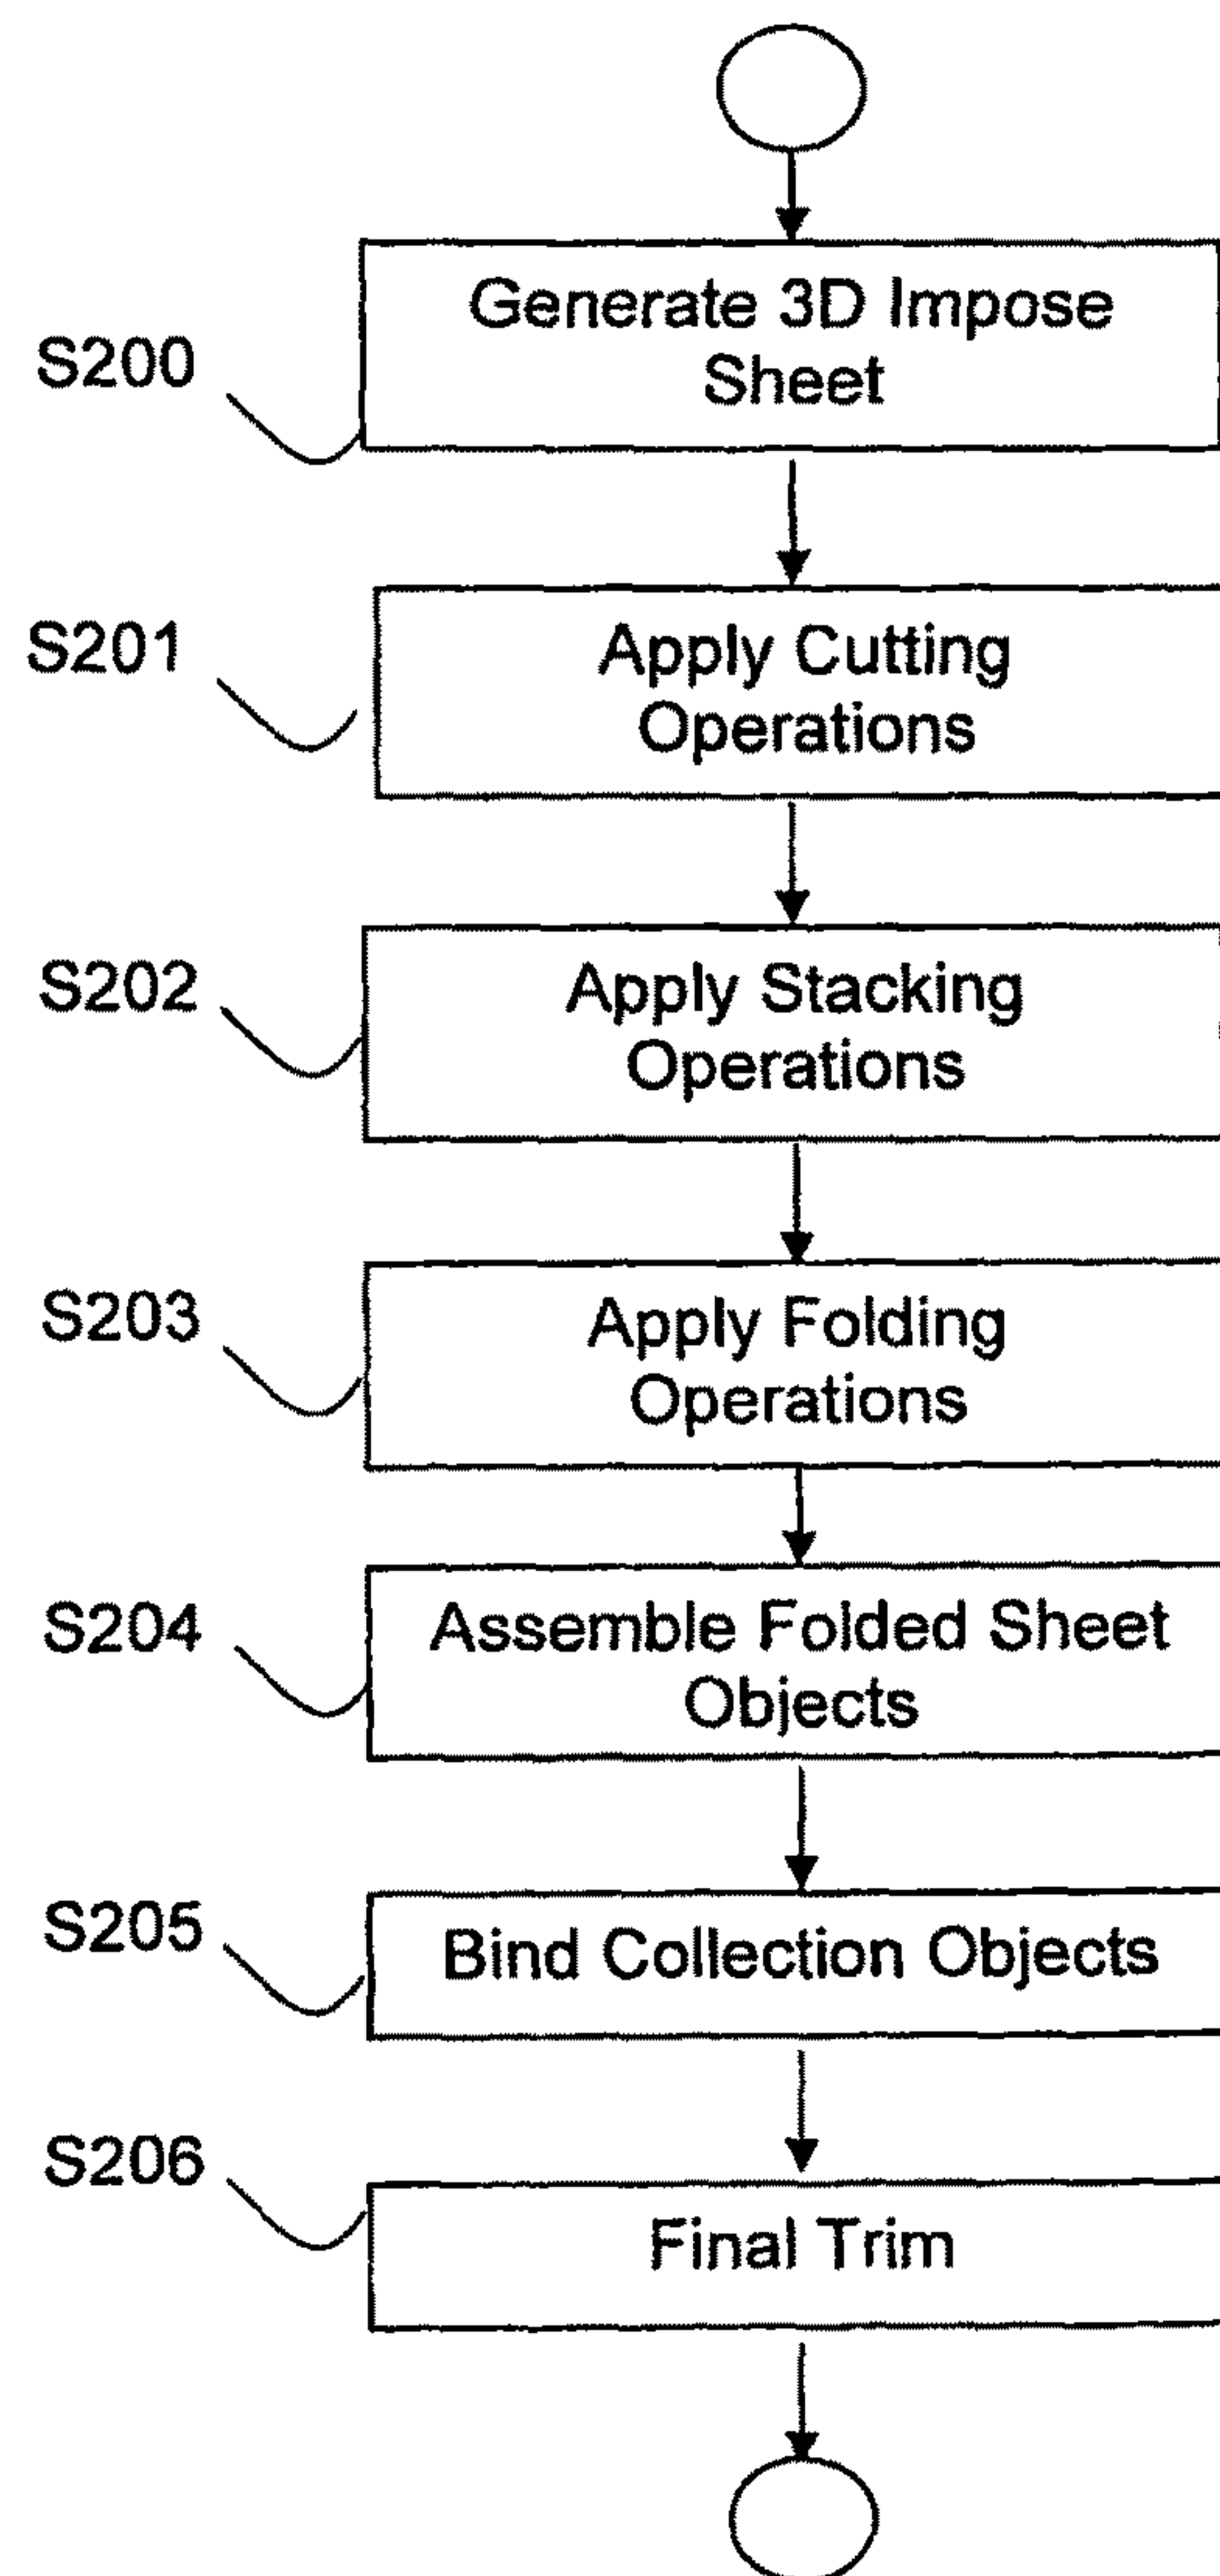 Generate 3D Impose
Sheet
S200
Apply Cutting
Operations
S201
Apply Stacking
Operations
S202
Apply Folding
Operations
S203
Assemble Folded Sheet
Objects
S204
Bind Collection Objects
S205
Final Trim
S206